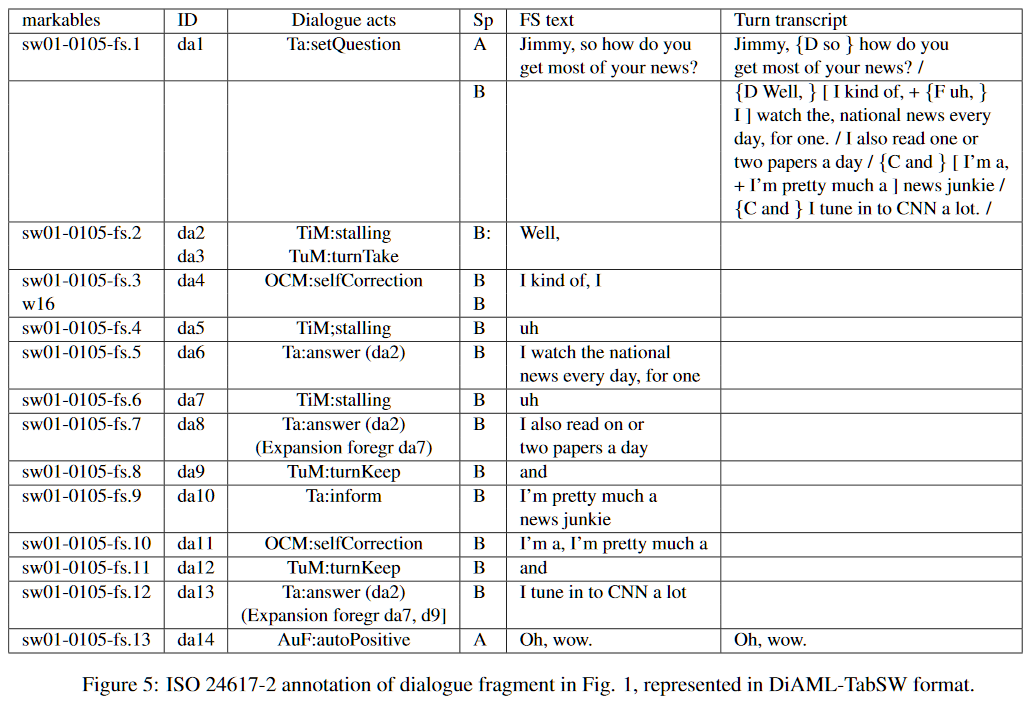 markables ID Dialogue acts Sp FS text Turn transcript
sw01-0105-fs.1 da1 Ta:setQuestion A Jimmy, so how do you Jimmy, {D so } how do you
get most of your news? get most of your news? /
B {D Well, } [ I kind of, + {F uh, }
I ] watch the, national news every
day, for one. / I also read one or
two papers a day / {C and } [ I'm a,
+ I'm pretty much a ] news junkie /
{C and } I tune in to CNN a lot. /
sw01-0105-fs.2 da2 TiM:stalling B: Well,
da3 TuM:turnTake
sw01-0105-fs.3 da4 OCM:selfCorrection B I kind of, I
w16 B
sw01-0105-fs.4 da5 TiM;stalling B uh
sw01-0105-fs.5 da6 Ta:answer (da2) B I watch the national
news every day, for one
sw01-0105-fs.6 da7 TiM:stalling B uh
sw01-0105-fs.7 da8 Ta:answer (da2) B I also read on or
(Expansion foregr da7) two papers a day
sw01-0105-fs.8 da9 TuM:turnKeep B and
sw01-0105-fs.9 da10 Ta:inform B I'm pretty much a
news junkie
sw01-0105-fs.10 da11 OCM:selfCorrection B I'm a, I'm pretty much a
sw01-0105-fs.11 da12 TuM:turnKeep B and
sw01-0105-fs.12 da13 Ta:answer (da2) B I tune in to CNN a lot
(Expansion foregr da7, d9]
sw01-0105-fs.13 da14 AuF:autoPositive A Oh, wow. Oh, wow.
Figure 5: ISO 24617-2 annotation of dialogue fragment in Fig. 1, represented in DiAML-TabSW format.